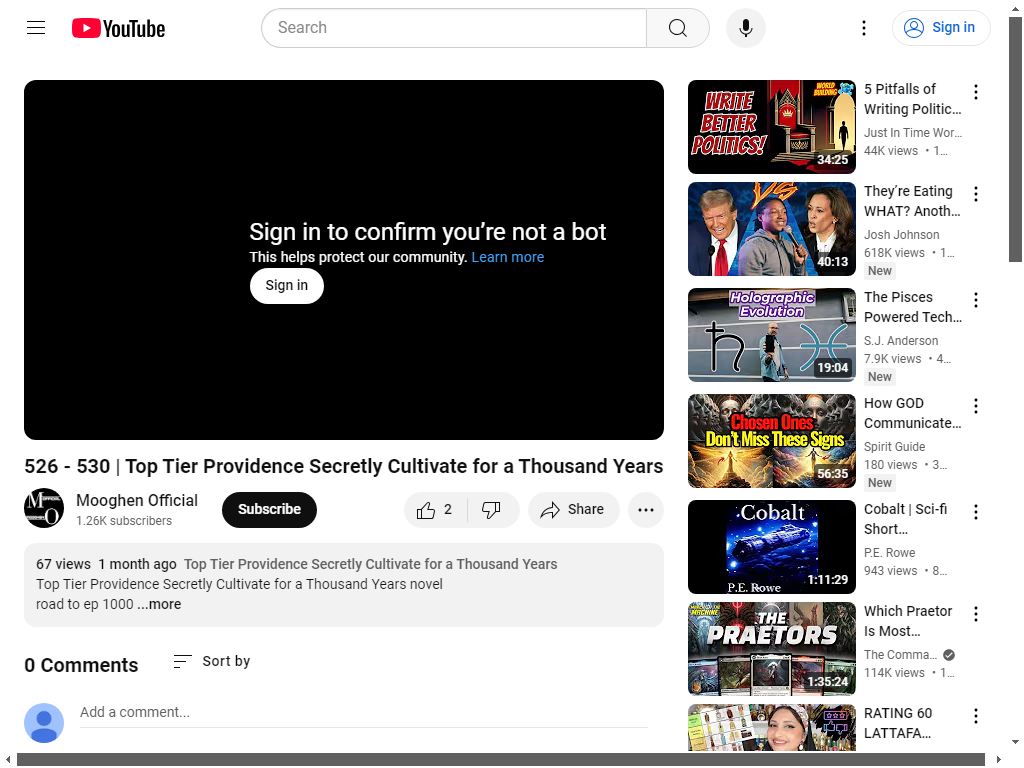 YouTube
Search
Sign in
Sign in to confirm you’re not a bot
This helps protect our community. Learn more
Sign in
526 - 530 | Top Tier Providence Secretly Cultivate for a Thousand Years
Mooghen Official
1.26K subscribers
Subscribe
2
Share
67 views 1 month ago Top Tier Providence Secretly Cultivate for a Thousand Years
Top Tier Providence Secretly Cultivate for a Thousand Years novel
road to ep 1000 ...more
0 Comments
Sort by
Add a comment...
WORLD BUILDING
WRITE
BETTER
POLITICS!
34:25
5 Pitfalls of
Writing Politic...
Just In Time Wor...
44K views • 1...
VS
40:13
They’re Eating
WHAT? Anoth...
Josh Johnson
618K views • 1...
New
Holographic
Evolution
19:04
The Pisces
Powered Tech...
S.J. Anderson
7.9K views • 4...
New
Chosen Ones
Don't Miss These Signs
56:35
How GOD
Communicate...
Spirit Guide
180 views • 3...
New
Cobalt
P.E. Rowe
1:11:29
Cobalt | Sci-fi
Short...
P.E. Rowe
943 views • 8...
MACHINE
THE
PRAETORS
1:35:24
Which Praetor
Is Most...
The Comma...
114K views • 1...
RATING 60
LATTAFA...